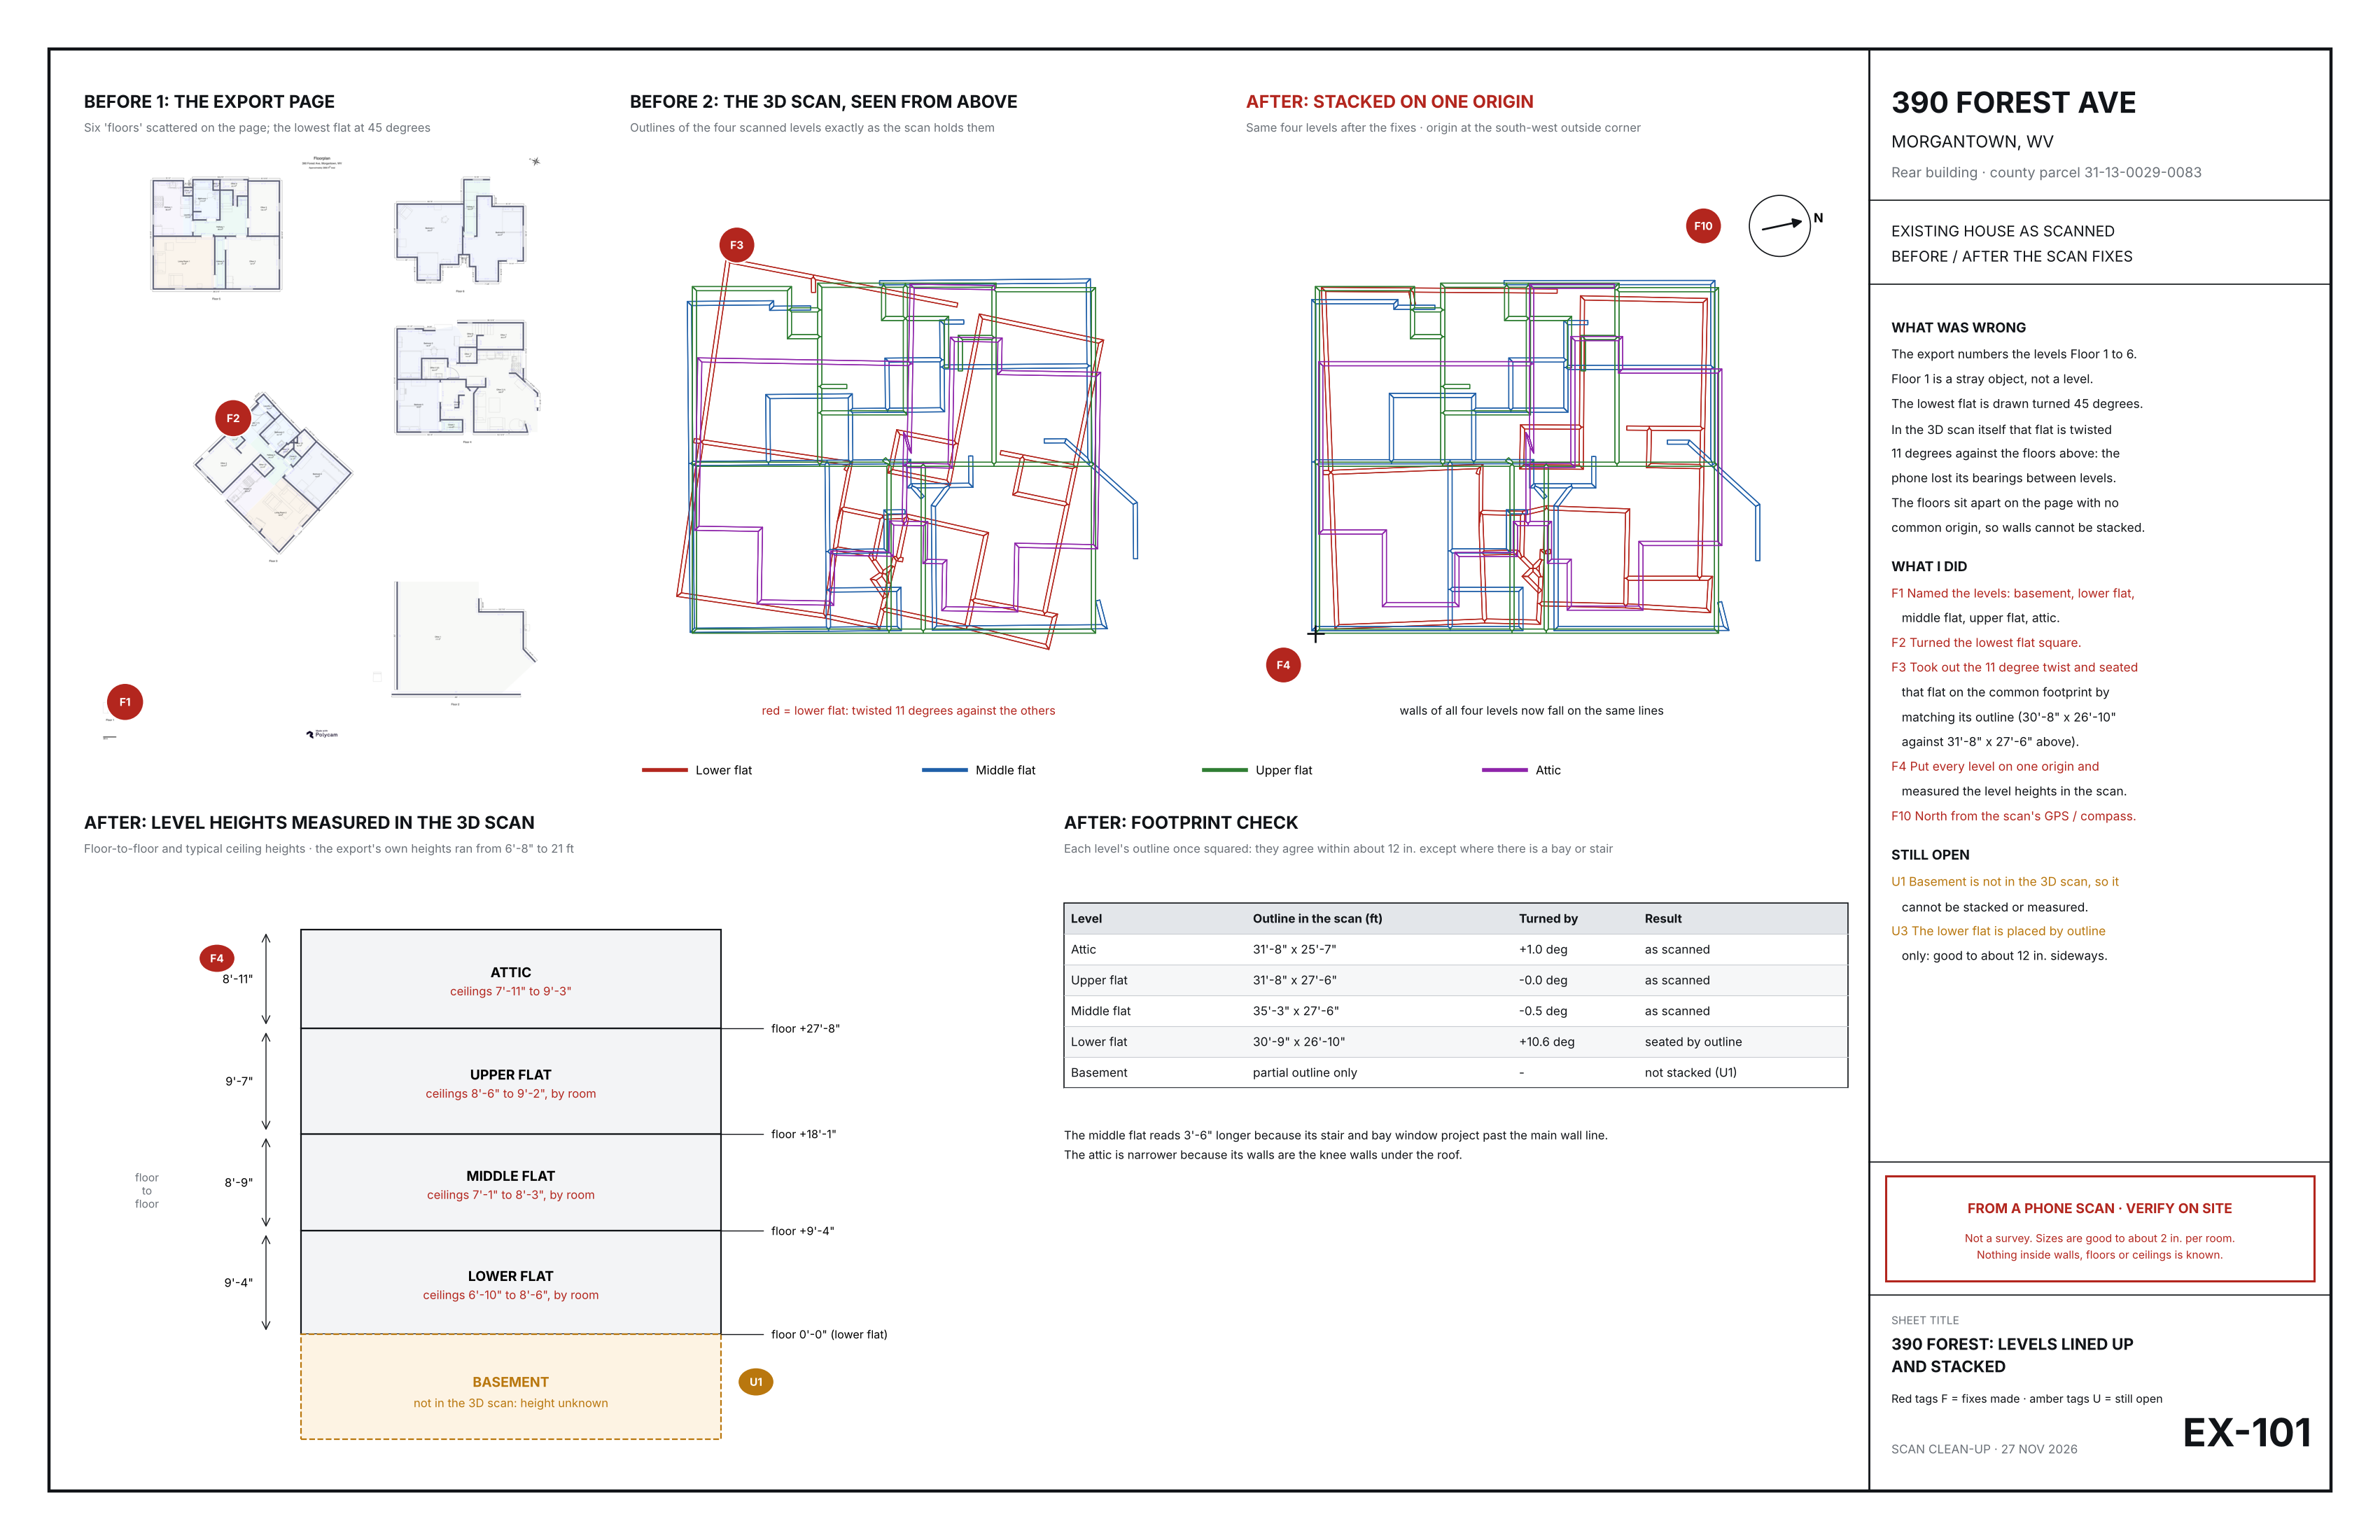 BEFORE 1: THE EXPORT PAGE
Six 'floors' scattered on the page; the lowest flat at 45 degrees
Floorplan
F2
F1
Polycam
BEFORE 2: THE 3D SCAN, SEEN FROM ABOVE
Outlines of the four scanned levels exactly as the scan holds them
F3
red = lower flat: twisted 11 degrees against the others
AFTER: STACKED ON ONE ORIGIN
Same four levels after the fixes · origin at the south-west outside corner
F10
N
F4
walls of all four levels now fall on the same lines
Lower flat
Middle flat
Upper flat
Attic
AFTER: LEVEL HEIGHTS MEASURED IN THE 3D SCAN
Floor-to-floor and typical ceiling heights · the export's own heights ran from 6'-8" to 21 ft
F4
8'-11"
ATTIC
ceilings 7'-11" to 9'-3"
floor +27'-8"
9'-7"
UPPER FLAT
ceilings 8'-6" to 9'-2", by room
floor +18'-1"
floor
to
floor
8'-9"
MIDDLE FLAT
ceilings 7'-1" to 8'-3", by room
floor +9'-4"
9'-4"
LOWER FLAT
ceilings 6'-10" to 8'-6", by room
floor 0'-0" (lower flat)
BASEMENT
not in the 3D scan: height unknown
U1
AFTER: FOOTPRINT CHECK
Each level's outline once squared: they agree within about 12 in. except where there is a bay or stair
Level Outline in the scan (ft) Turned by Result
Attic 31'-8" x 25'-7" +1.0 deg as scanned
Upper flat 31'-8" x 27'-6" -0.0 deg as scanned
Middle flat 35'-3" x 27'-6" -0.5 deg as scanned
Lower flat 30'-9" x 26'-10" +10.6 deg seated by outline
Basement partial outline only - not stacked (U1)
The middle flat reads 3'-6" longer because its stair and bay window project past the main wall line.
The attic is narrower because its walls are the knee walls under the roof.
390 FOREST AVE
MORGANTOWN, WV
Rear building · county parcel 31-13-0029-0083
EXISTING HOUSE AS SCANNED
BEFORE / AFTER THE SCAN FIXES
WHAT WAS WRONG
The export numbers the levels Floor 1 to 6.
Floor 1 is a stray object, not a level.
The lowest flat is drawn turned 45 degrees.
In the 3D scan itself that flat is twisted
11 degrees against the floors above: the
phone lost its bearings between levels.
The floors sit apart on the page with no
common origin, so walls cannot be stacked.
WHAT I DID
F1 Named the levels: basement, lower flat,
middle flat, upper flat, attic.
F2 Turned the lowest flat square.
F3 Took out the 11 degree twist and seated
that flat on the common footprint by
matching its outline (30'-8" x 26'-10"
against 31'-8" x 27'-6" above).
F4 Put every level on one origin and
measured the level heights in the scan.
F10 North from the scan's GPS / compass.
STILL OPEN
U1 Basement is not in the 3D scan, so it
cannot be stacked or measured.
U3 The lower flat is placed by outline
only: good to about 12 in. sideways.
FROM A PHONE SCAN · VERIFY ON SITE
Not a survey. Sizes are good to about 2 in. per room.
Nothing inside walls, floors or ceilings is known.
SHEET TITLE
390 FOREST: LEVELS LINED UP
AND STACKED
Red tags F = fixes made · amber tags U = still open
SCAN CLEAN-UP · 27 NOV 2026
EX-101